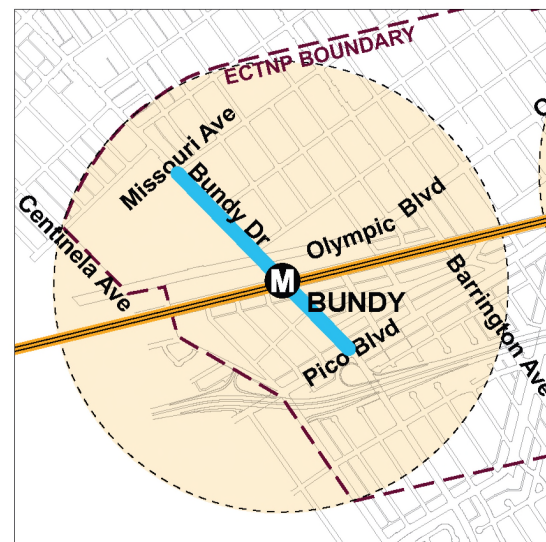 ECTNP BOUNDARY
Missouri Ave
Bundy Dr
Centinela Ave
Olympic Blvd
M
BUNDY
Barrington Ave
Pico Blvd